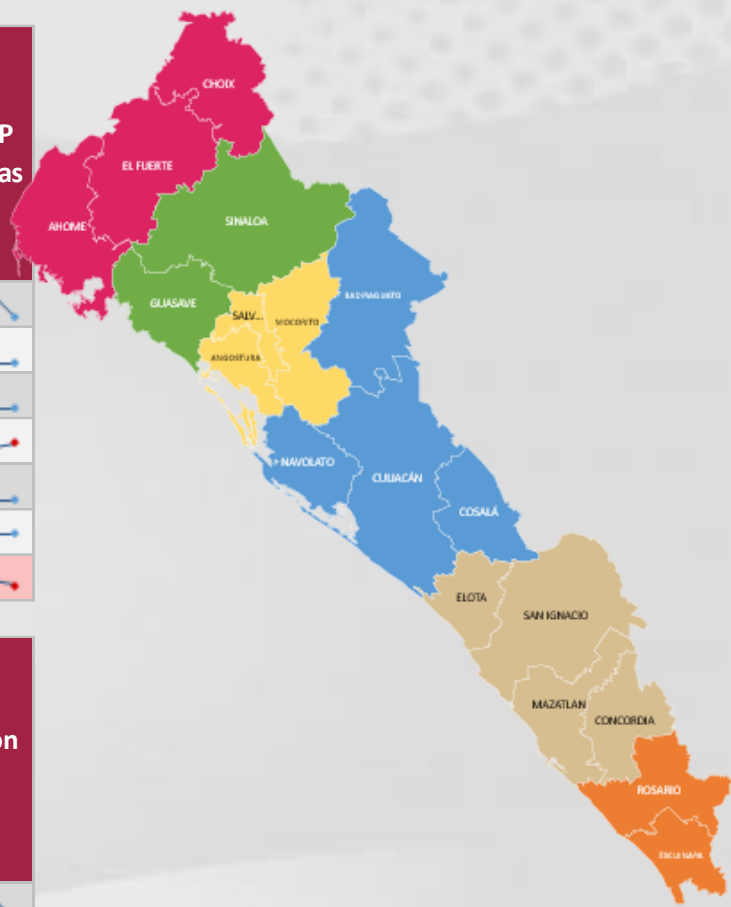 P
as
on
CHOIX
EL FUERTE
AHOME
SINALOA
GUASAVE
SALV...
MOCORITO
BADIRAGUATO
ANGOSTURA
NAVOLATO
CULIACÁN
COSALÁ
ELOTA
SAN IGNACIO
MAZATLAN
CONCORDIA
ROSARIO
ESCUINAPA